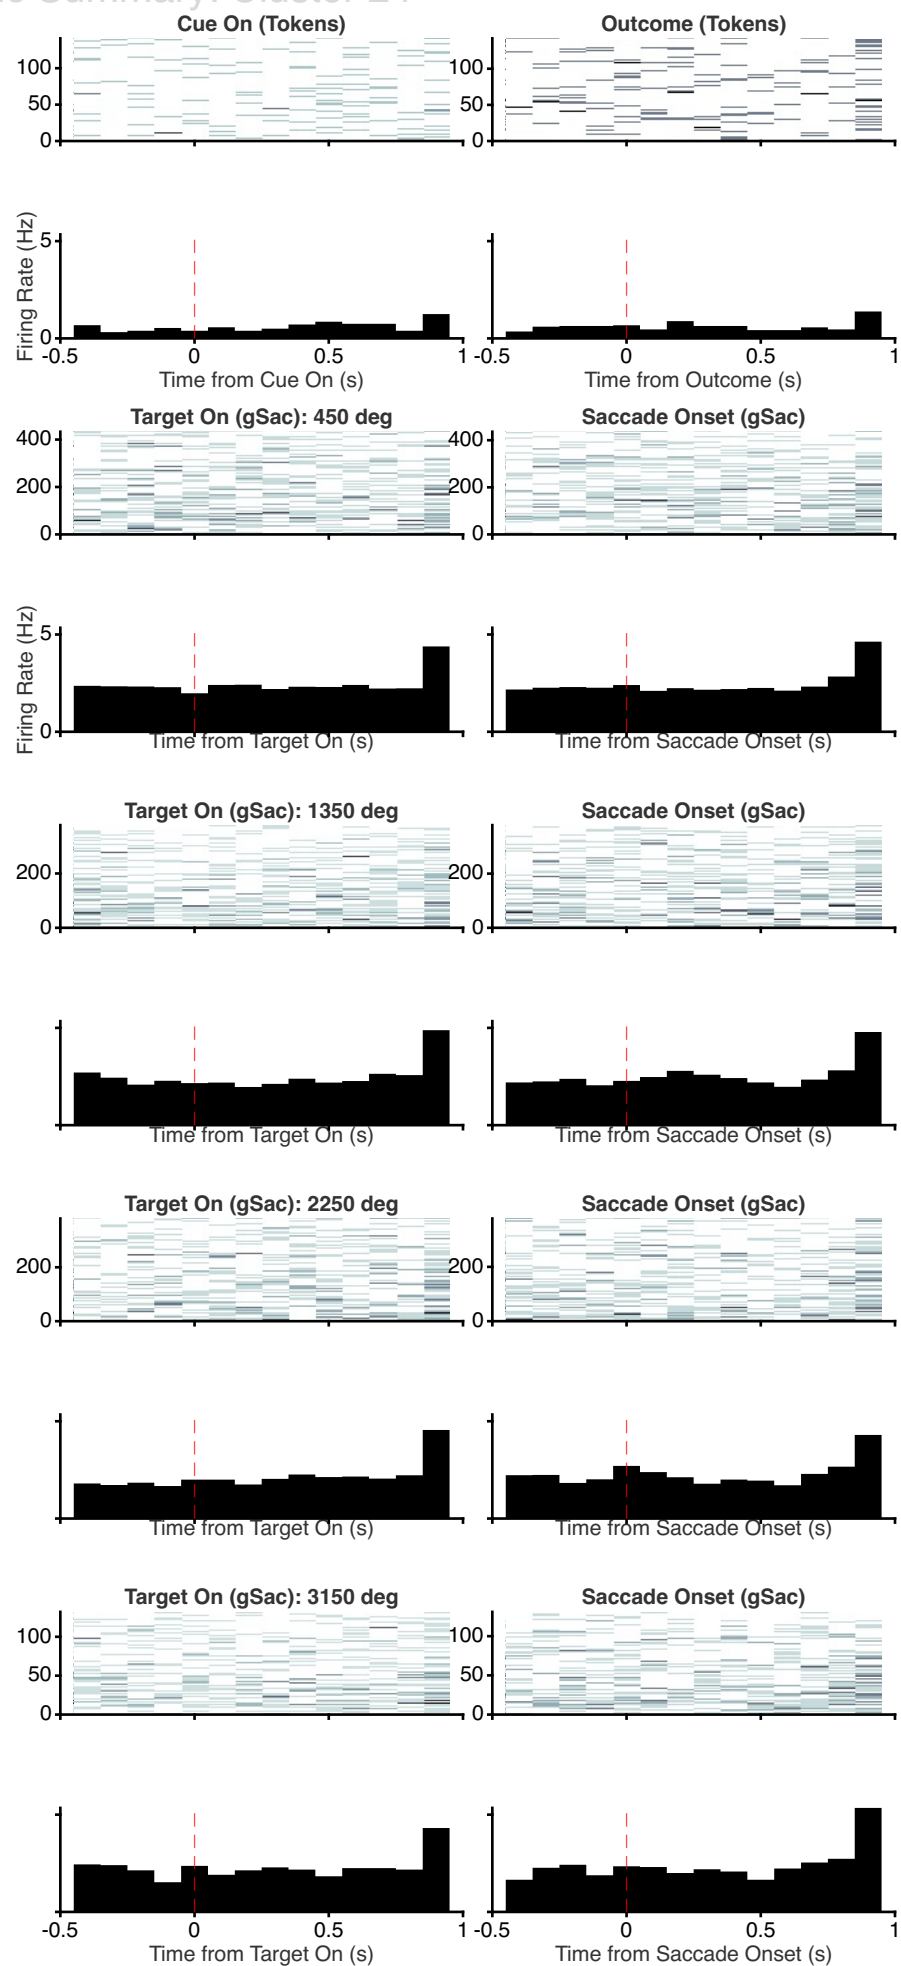 Summary: Cluster
Cue On (Tokens) Outcome (Tokens)
100 100
50 50
0 0
Firing Rate (Hz)
5
0
-0.5 0 0.5 1 -0.5 0 0.5 1
Time from Cue On (s) Time from Outcome (s)
Target On (gSac): 450 deg Saccade Onset (gSac)
400 400
200 200
0 0
Firing Rate (Hz)
5
0
Time from Target On (s) Time from Saccade Onset (s)
Target On (gSac): 1350 deg Saccade Onset (gSac)
200 200
0 0
Time from Target On (s) Time from Saccade Onset (s)
Target On (gSac): 2250 deg Saccade Onset (gSac)
200 200
0 0
Time from Target On (s) Time from Saccade Onset (s)
Target On (gSac): 3150 deg Saccade Onset (gSac)
100 100
50 50
0 0
-0.5 0 0.5 1 -0.5 0 0.5 1
Time from Target On (s) Time from Saccade Onset (s)